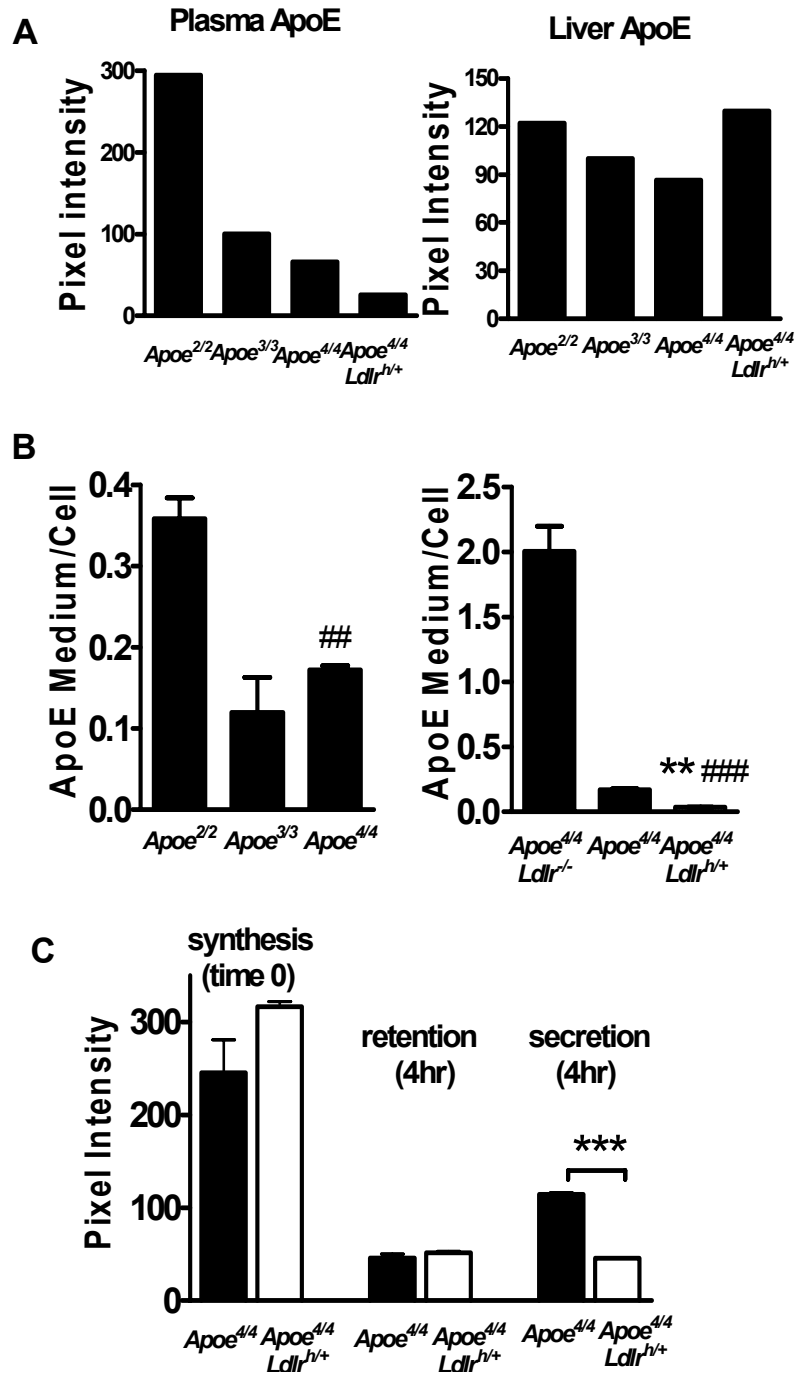 A
Plasma ApoE
Pixel intensity
300
200
100
0
Apoe2/2 Apoe3/3 Apoe4/4 Apoe4/4
Ldlrh/+
Liver ApoE
Pixel Intensity
150
120
90
60
30
0
Apoe2/2 Apoe3/3 Apoe4/4 Apoe4/4
Ldlrh/+
B
ApoE Medium/Cell
0.4
0.3
0.2
0.1
0.0
##
Apoe2/2 Apoe3/3 Apoe4/4
ApoE Medium/Cell
2.5
2.0
1.5
1.0
0.5
0.0
** ###
Apoe4/4 Apoe4/4 Apoe4/4
Ldlr-/- Ldlrh/+
C
synthesis
(time 0)
retention
(4hr)
secretion
(4hr)
***
Pixel Intensity
300
200
100
0
Apoe4/4 Apoe4/4 Apoe4/4 Apoe4/4 Apoe4/4 Apoe4/4
Ldlrh/+ Ldlrh/+ Ldlrh/+